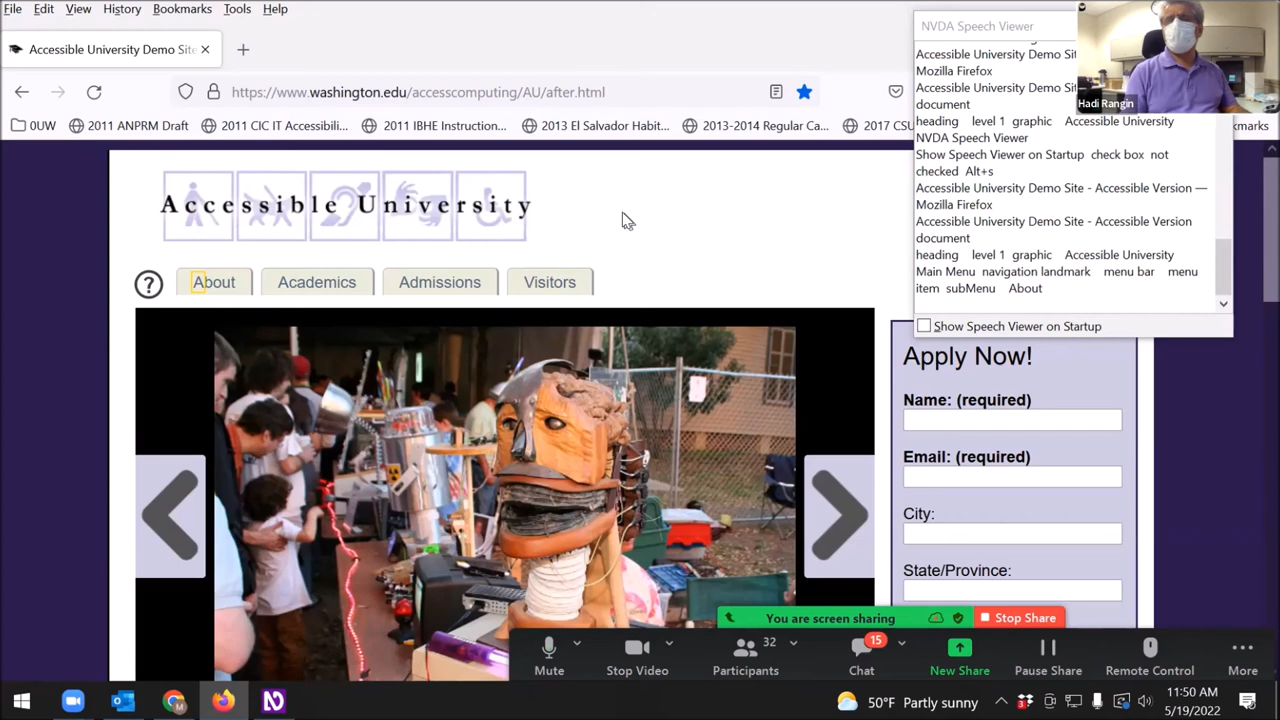 File Edit View History Bookmarks Tools Help
Accessible University Demo Site
https://www.washington.edu/accesscomputing/AU/after.html
0UW 2011 ANPRM Draft 2011 CIC IT Accessibili... 2011 IBHE Instruction... 2013 El Salvador Habit... 2013-2014 Regular Ca... 2017 CSU
Accessible University
? About Academics Admissions Visitors
NVDA Speech Viewer
Accessible University Demo Sit
Mozilla Firefox
Accessible University Demo Sit
document
heading level 1 graphic Accessible University
NVDA Speech Viewer
Show Speech Viewer on Startup check box not
checked Alt+s
Accessible University Demo Site - Accessible Version —
Mozilla Firefox
Accessible University Demo Site - Accessible Version
document
heading level 1 graphic Accessible University
Main Menu navigation landmark menu bar menu
item subMenu About
Show Speech Viewer on Startup
Hadi Rangin
kmarks
Apply Now!
Name: (required)
Email: (required)
City:
State/Province:
You are screen sharing Stop Share
Mute Stop Video Participants 32 Chat 15 New Share Pause Share Remote Control More
50°F Partly sunny
11:50 AM
5/19/2022